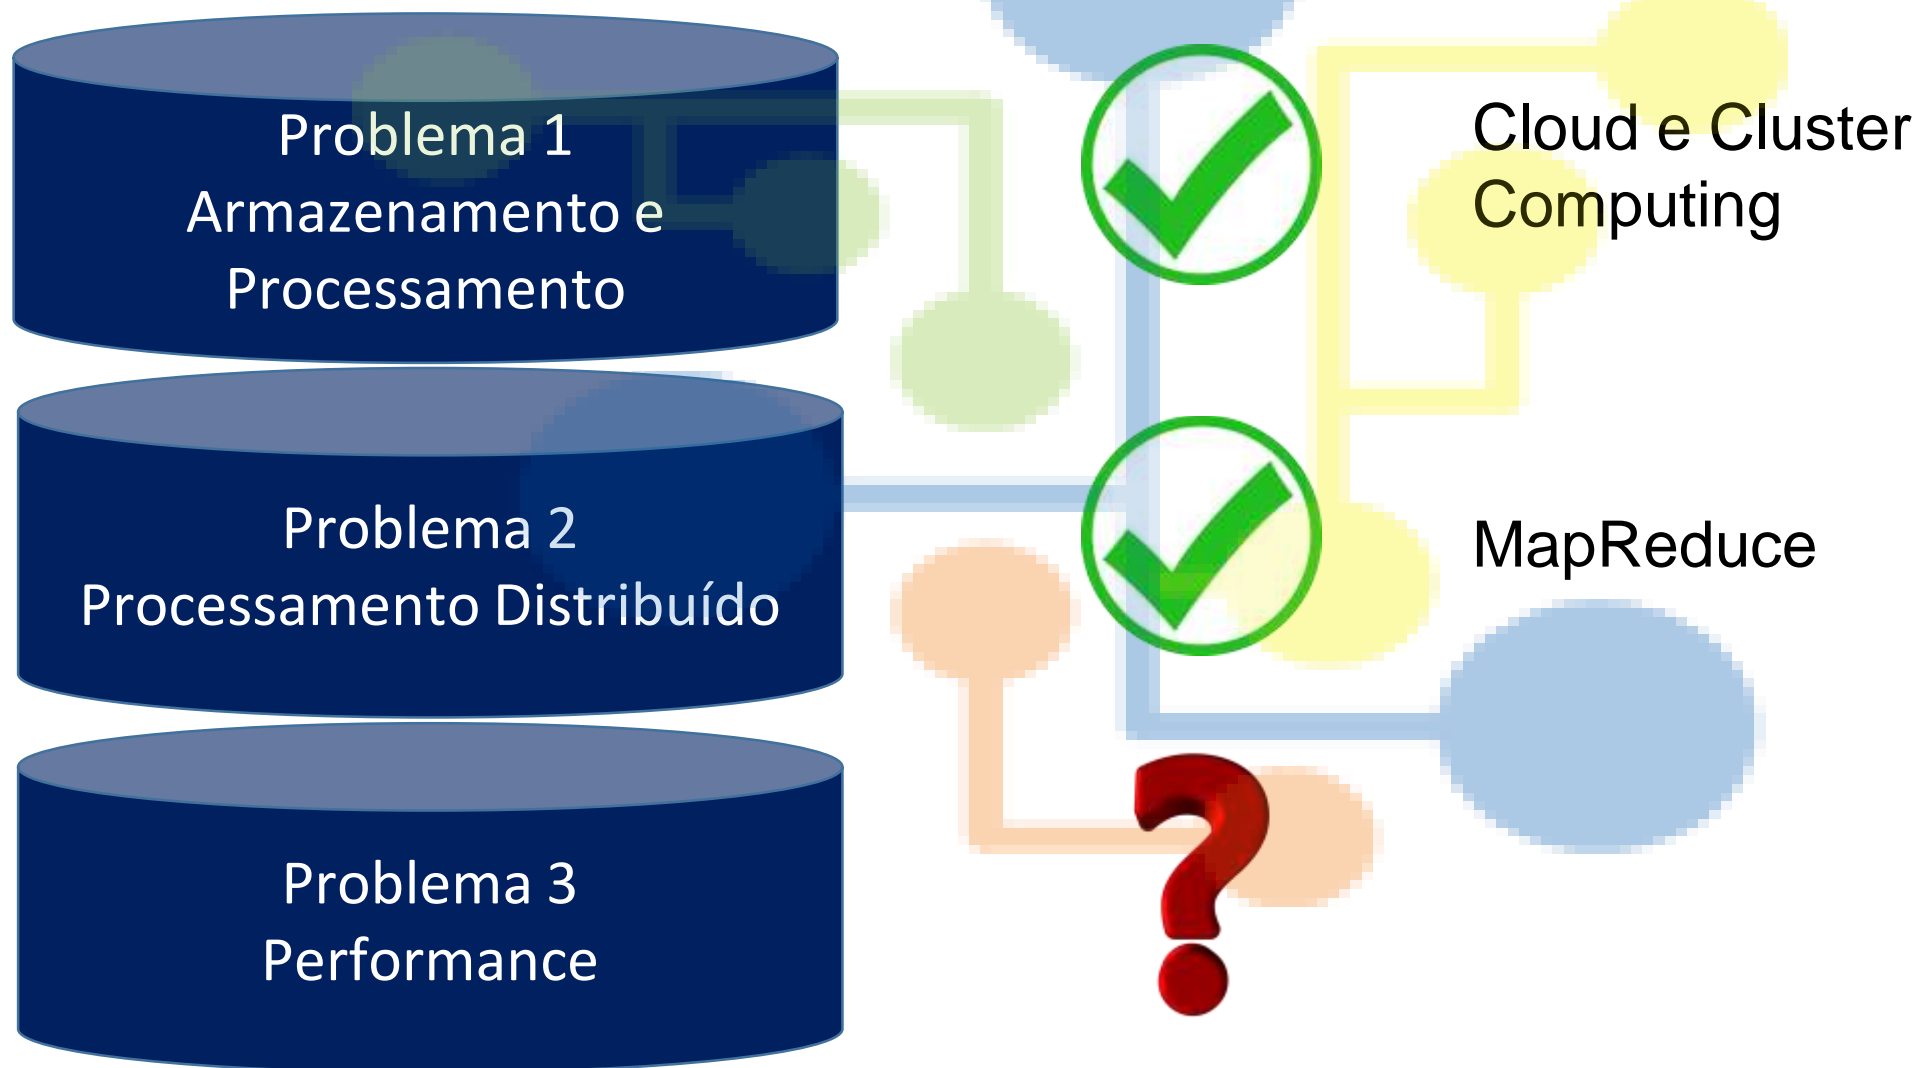 Problema 1
Armazenamento e
Processamento
Cloud e Cluster
Computing
Problema 2
Processamento Distribuído
MapReduce
Problema 3
Performance
?